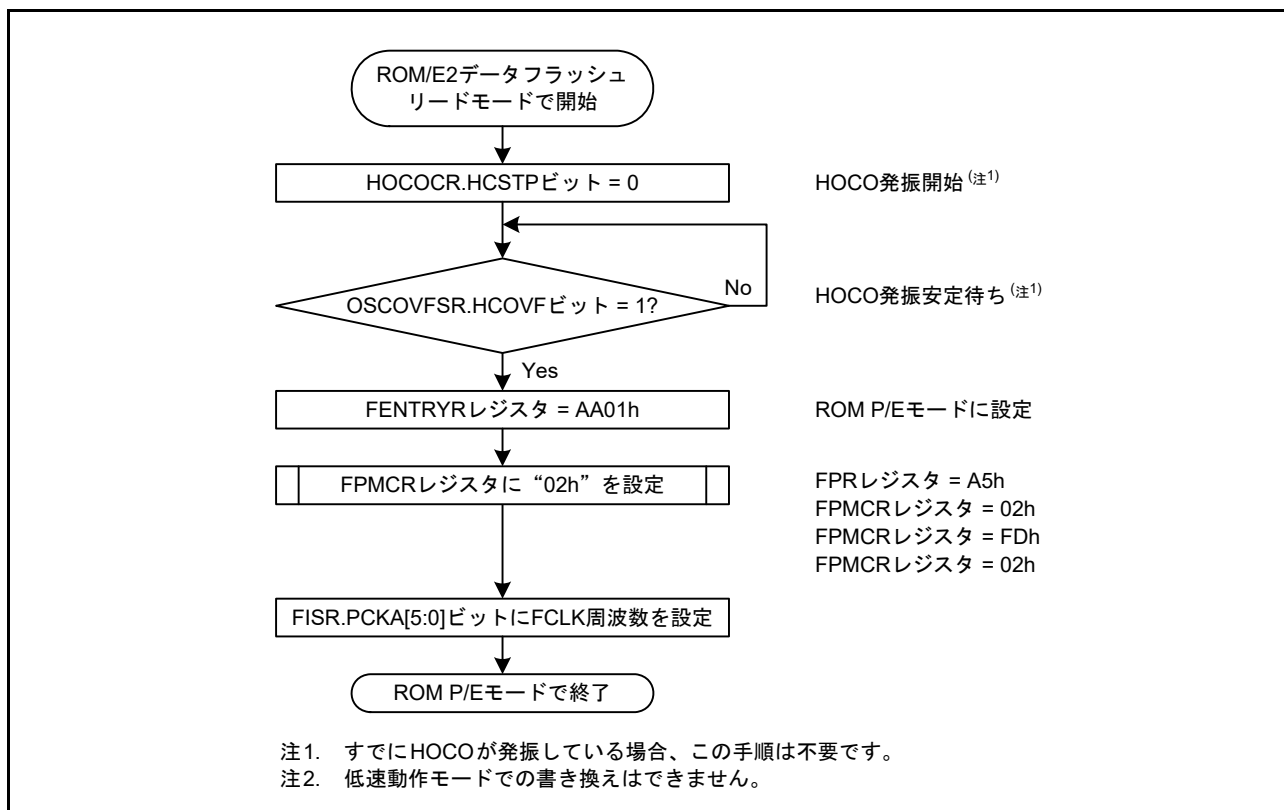 ROM/E2データフラッシュ
リードモードで開始
HOCOCR.HCSTPビット = 0
HOCO発振開始 (注1)
OSCOVFSR.HCOVFビット = 1?
No
HOCO発振安定待ち (注1)
Yes
FENTRYRレジスタ = AA01h
ROM P/Eモードに設定
FPMCRレジスタに“02h”を設定
FPRレジスタ = A5h
FPMCRレジスタ = 02h
FPMCRレジスタ = FDh
FPMCRレジスタ = 02h
FISR.PCKA[5:0]ビットにFCLK周波数を設定
ROM P/Eモードで終了
注1. すでにHOCOが発振している場合、この手順は不要です。
注2. 低速動作モードでの書き換えはできません。